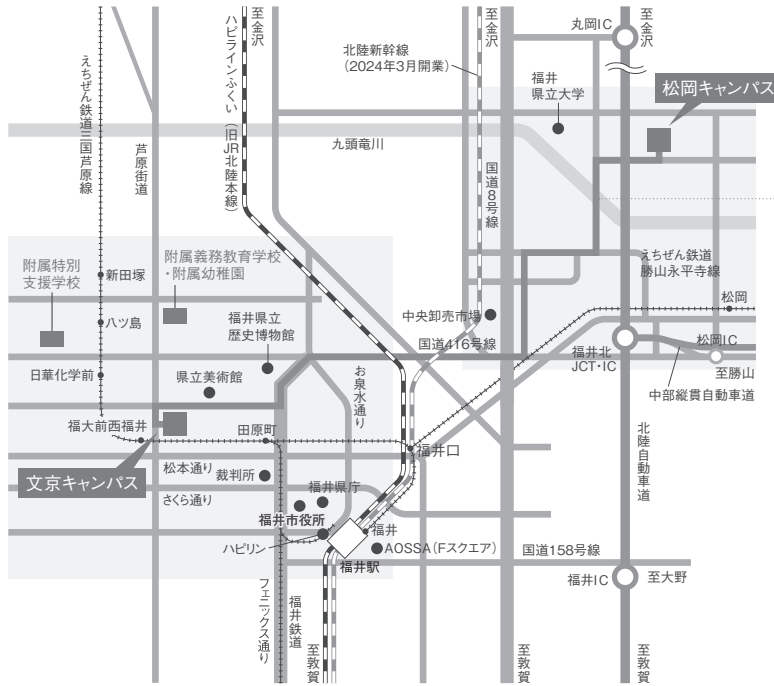 至金沢
ハピラインふくい（旧JR北陸本線）
えちぜん鉄道三国芦原線
芦原街道
北陸新幹線
（2024年3月開業）
至金沢
丸岡IC
至金沢
福井
県立大学
松岡キャンパス
九頭竜川
国道8号線
附属特別
支援学校
附属義務教育学校
・附属幼稚園
新田塚
えちぜん鉄道
勝山永平寺線
松岡
八ツ島
福井県立
歴史博物館
中央卸売市場
国道416号線
福井北
JCT・IC
松岡IC
至勝山
日華化学前
県立美術館
お泉水通り
中部縦貫自動車道
福大前西福井
田原町
福井口
北陸自動車道
文京キャンパス
松本通り
裁判所
さくら通り
福井県庁
福井市役所
福井
ハピリン
AOSSA（Fスクエア）
国道158号線
福井駅
福井IC
至大野
フェニックス通り
福井鉄道
至敦賀
至敦賀
至敦賀